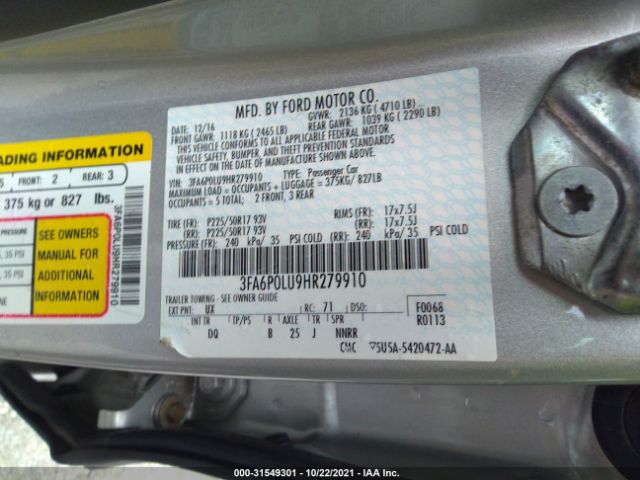 MFD. BY FORD MOTOR CO.
DATE: 12/16 GVWR: 2136 KG ( 4710 LB)
FRONT GAWR: 1118 KG ( 2465 LB) REAR GAWR: 1039 KG ( 2290 LB)
THIS VEHICLE CONFORMS TO ALL APPLICABLE FEDERAL MOTOR
VEHICLE SAFETY, BUMPER, AND THEFT PREVENTION STANDARDS
IN EFFECT ON THE DATE OF MANUFACTURE SHOWN ABOVE.
VIN: 3FA6P0LU9HR279910 TYPE: Passenger Car
MAXIMUM LOAD = OCCUPANTS + LUGGAGE = 375KG/ 827LB
OCCUPANTS = 5 TOTAL; 2 FRONT, 3 REAR
TIRE (FR): P225/50R17 93V RIMS (FR): 17x7.5J
(RR): P225/50R17 93V (RR): 17x7.5J
PRESSURE (FR): 240 kPa/ 35 PSI COLD (RR): 240 kPa/ 35 PSI COLD
3FA6P0LU9HR279910
TRAILER TOWING - SEE OWNER GUIDE
EXT PNT: UX RC: 71 DSO: F0068
R0113
INT TR TP/PS R AXLE TR SPR
DQ B 25 J NNRR
CMC 5U5A-5420472-AA
ADING INFORMATION
5 FRONT: 2 REAR: 3
375 kg or 827 lbs.
PRESSURE
35 PSI
35 PSI
SEE OWNERS
MANUAL FOR
ADDITIONAL
INFORMATION
3FA6P0LU9HR279910
000-31549301 - 10/22/2021 - IAA Inc.